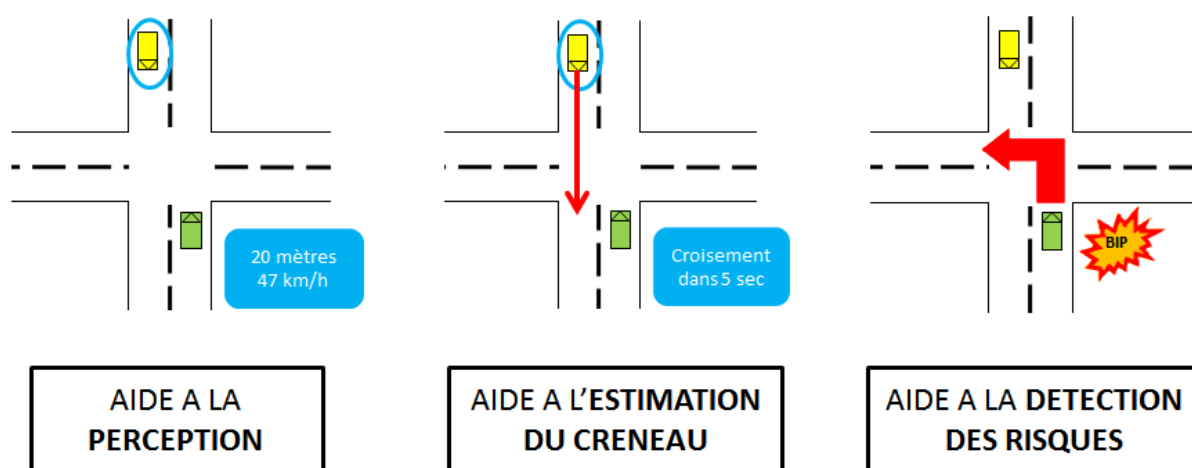 20 mètres
47 km/h
Croisement
dans 5 sec
BIP
AIDE A LA
PERCEPTION
AIDE A L'ESTIMATION
DU CRENEAU
AIDE A LA DETECTION
DES RISQUES